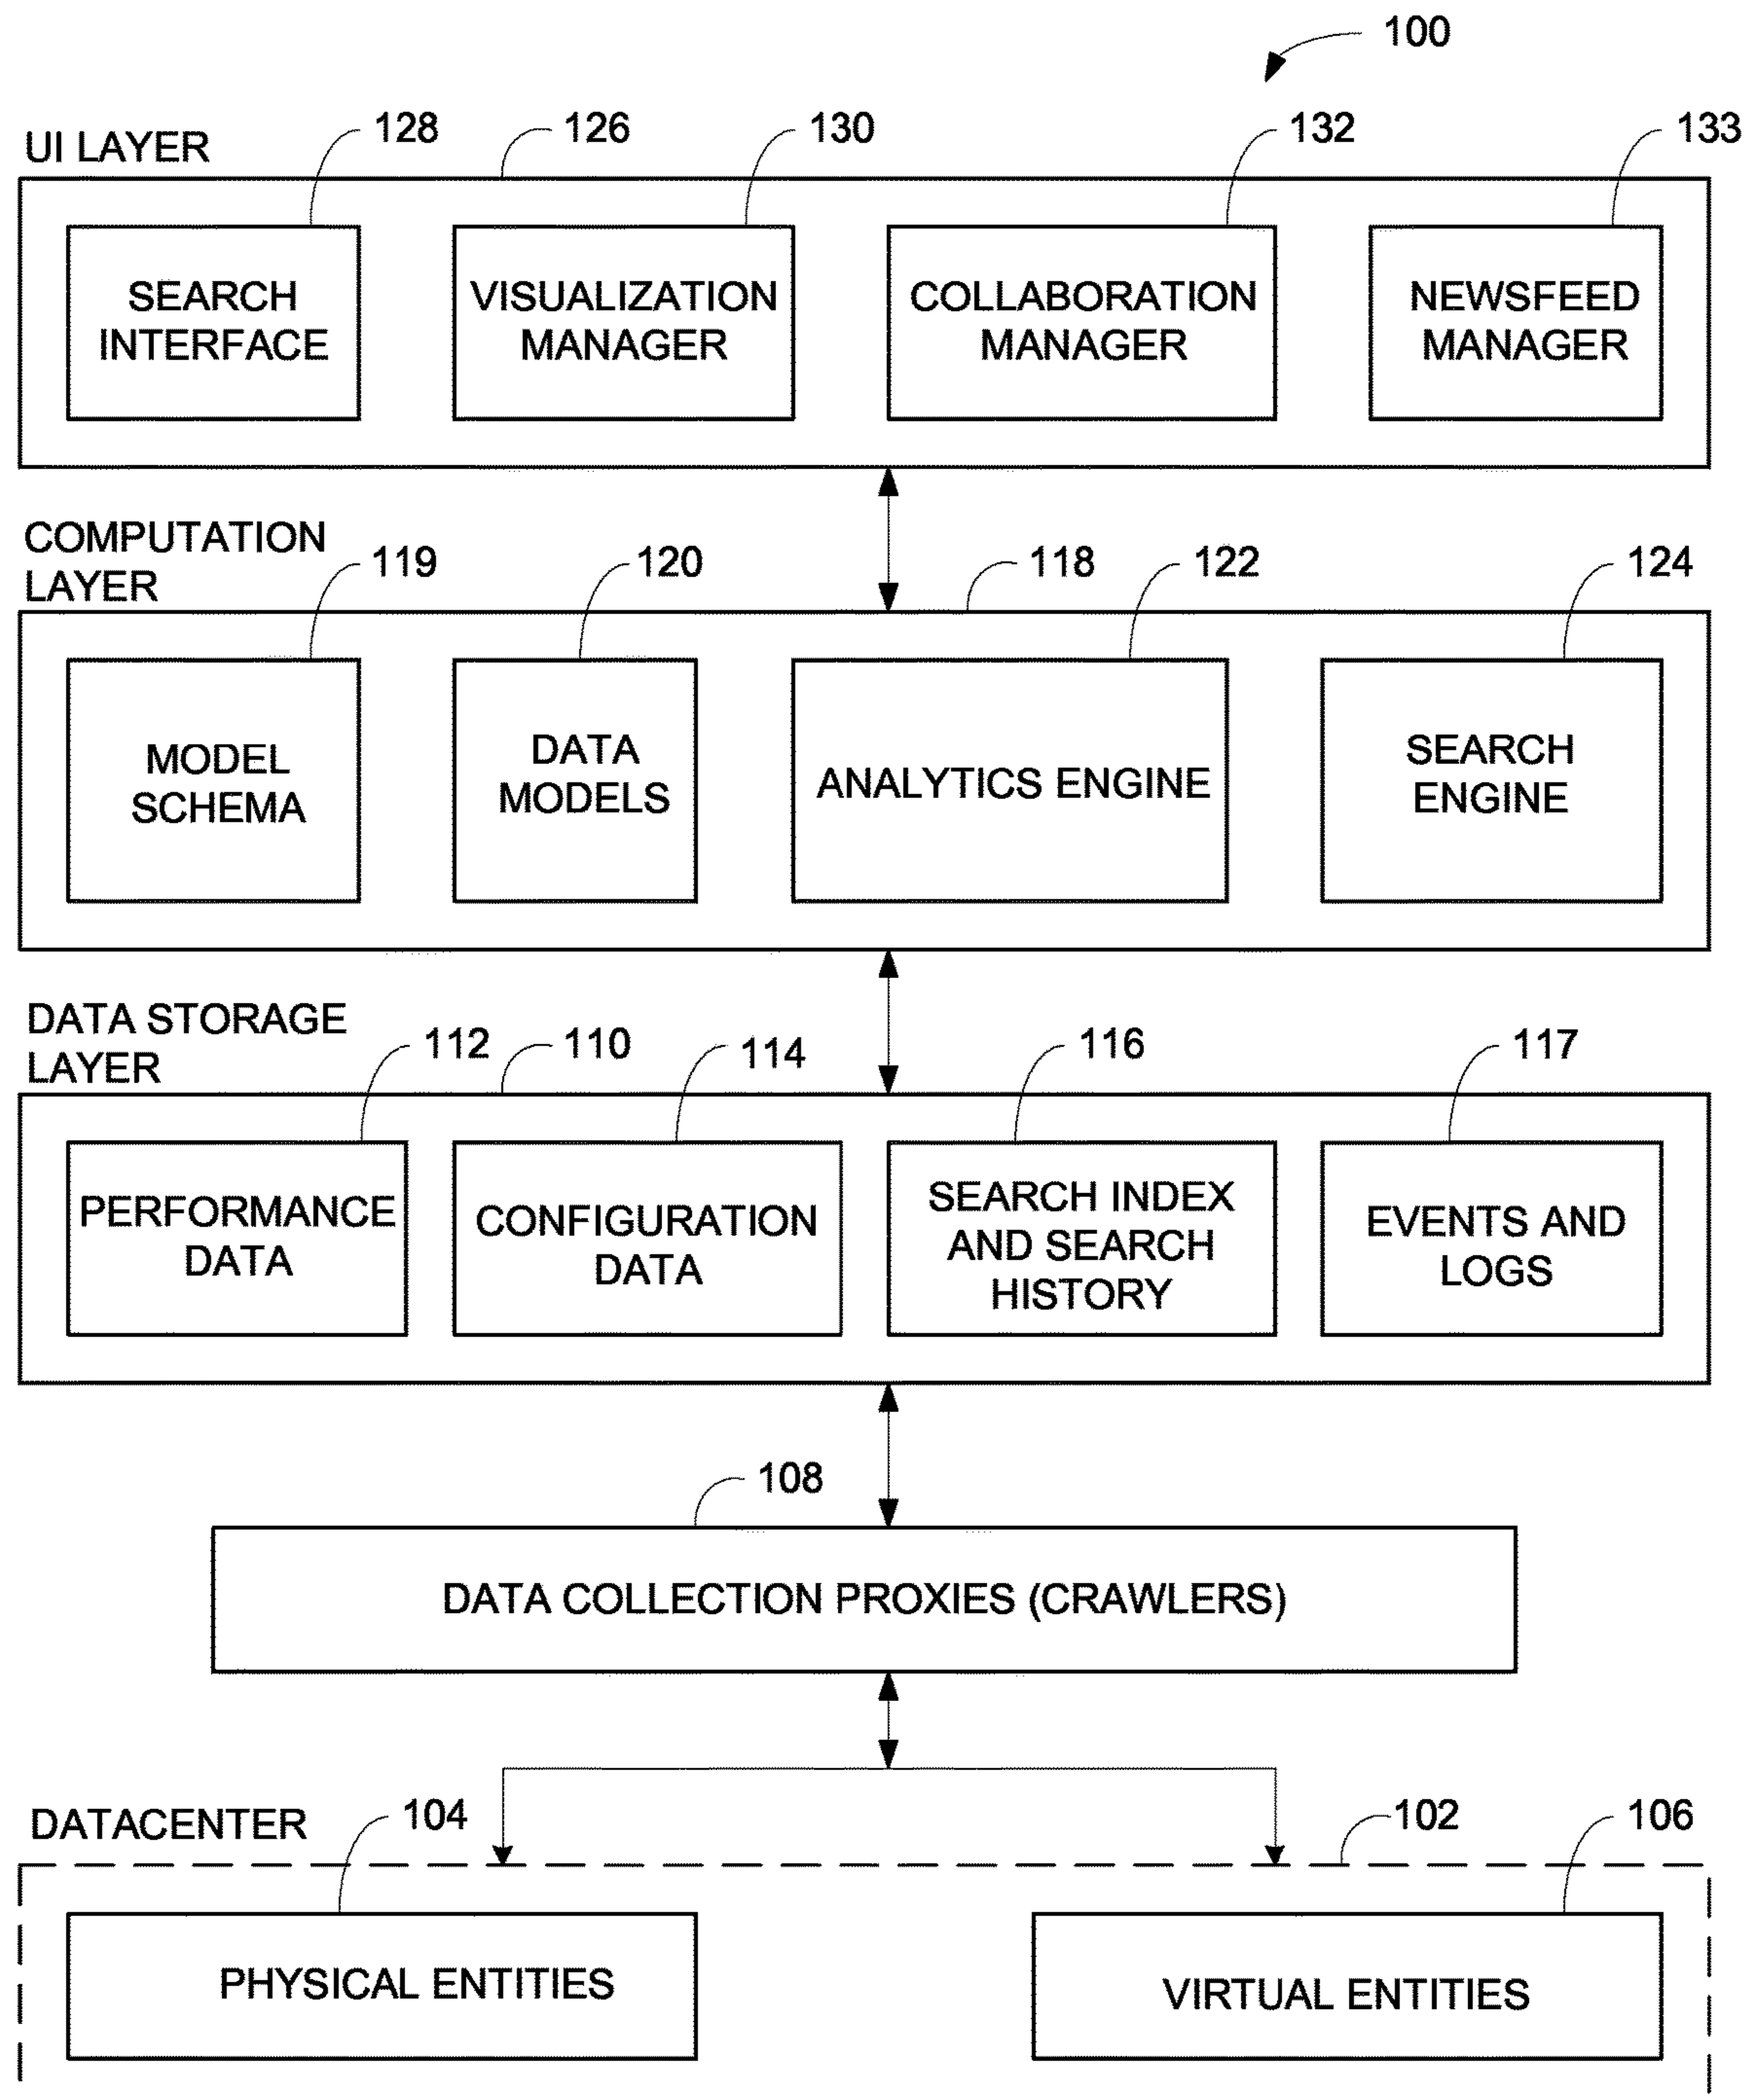 100
UI LAYER
128
126
130
132
133
SEARCH
INTERFACE
VISUALIZATION
MANAGER
COLLABORATION
MANAGER
NEWSFEED
MANAGER
COMPUTATION
LAYER
119
120
118
122
124
MODEL
SCHEMA
DATA
MODELS
ANALYTICS ENGINE
SEARCH
ENGINE
DATA STORAGE
LAYER
112
110
114
116
117
PERFORMANCE
DATA
CONFIGURATION
DATA
SEARCH INDEX
AND SEARCH
HISTORY
EVENTS AND
LOGS
108
DATA COLLECTION PROXIES (CRAWLERS)
DATACENTER
104
102
106
PHYSICAL ENTITIES
VIRTUAL ENTITIES